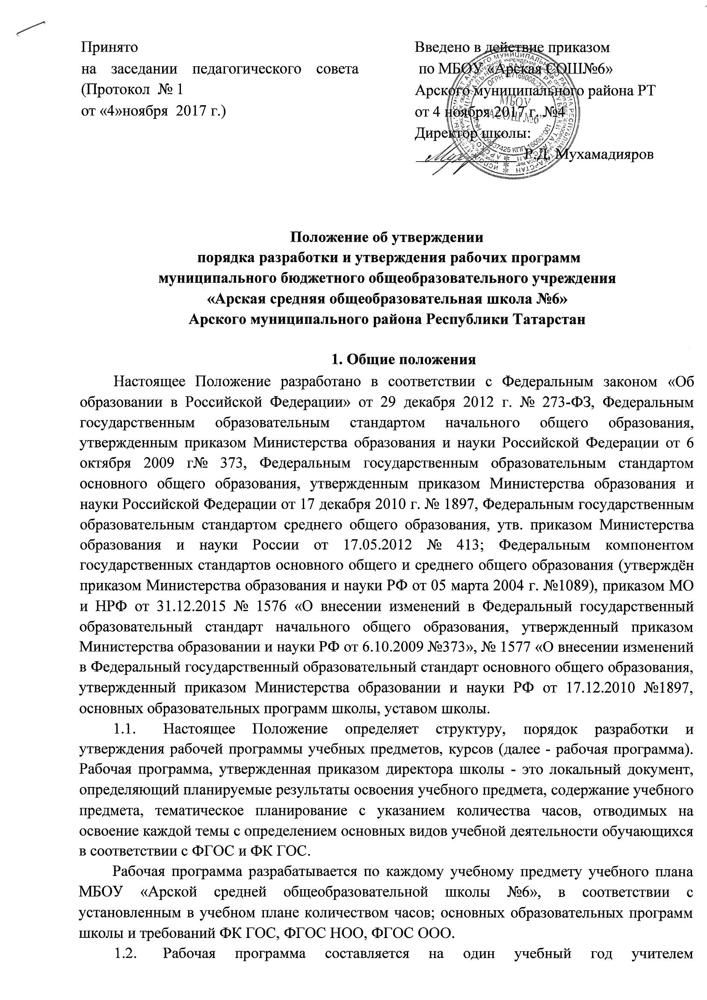 Принято
на заседании педагогического совета
(Протокол № 1
от «4»ноября 2017 г.)
Введено в действие приказом
по МБОУ «Арская СОШ№6»
Арского муниципального района РТ
от 4 ноября 2017 г. №4
Директор школы:
Р.Д. Мухамадияров
МБОУ
"АСОШ №6"
Положение об утверждении
порядка разработки и утверждения рабочих программ
муниципального бюджетного общеобразовательного учреждения
«Арская средняя общеобразовательная школа №6»
Арского муниципального района Республики Татарстан
1. Общие положения
Настоящее Положение разработано в соответствии с Федеральным законом «Об
образовании в Российской Федерации» от 29 декабря 2012 г. № 273-ФЗ, Федеральным
государственным образовательным стандартом начального общего образования,
утвержденным приказом Министерства образования и науки Российской Федерации от 6
октября 2009 г№ 373, Федеральным государственным образовательным стандартом
основного общего образования, утвержденным приказом Министерства образования и
науки Российской Федерации от 17 декабря 2010 г. № 1897, Федеральным государственным
образовательным стандартом среднего общего образования, утв. приказом Министерства
образования и науки России от 17.05.2012 № 413; Федеральным компонентом
государственных стандартов основного общего и среднего общего образования (утверждён
приказом Министерства образования и науки РФ от 05 марта 2004 г. №1089), приказом МО
и НРФ от 31.12.2015 № 1576 «О внесении изменений в Федеральный государственный
образовательный стандарт начального общего образования, утвержденный приказом
Министерства образовании и науки РФ от 6.10.2009 №373», № 1577 «О внесении изменений
в Федеральный государственный образовательный стандарт основного общего образования,
утвержденный приказом Министерства образовании и науки РФ от 17.12.2010 №1897,
основных образовательных программ школы, уставом школы.
1.1. Настоящее Положение определяет структуру, порядок разработки и
утверждения рабочей программы учебных предметов, курсов (далее - рабочая программа).
Рабочая программа, утвержденная приказом директора школы - это локальный документ,
определяющий планируемые результаты освоения учебного предмета, содержание учебного
предмета, тематическое планирование с указанием количества часов, отводимых на
освоение каждой темы с определением основных видов учебной деятельности обучающихся
в соответствии с ФГОС и ФК ГОС.
Рабочая программа разрабатывается по каждому учебному предмету учебного плана
МБОУ «Арской средней общеобразовательной школы №6», в соответствии с
установленным в учебном плане количеством часов; основных образовательных программ
школы и требований ФК ГОС, ФГОС НОО, ФГОС ООО.
1.2. Рабочая программа составляется на один учебный год учителем